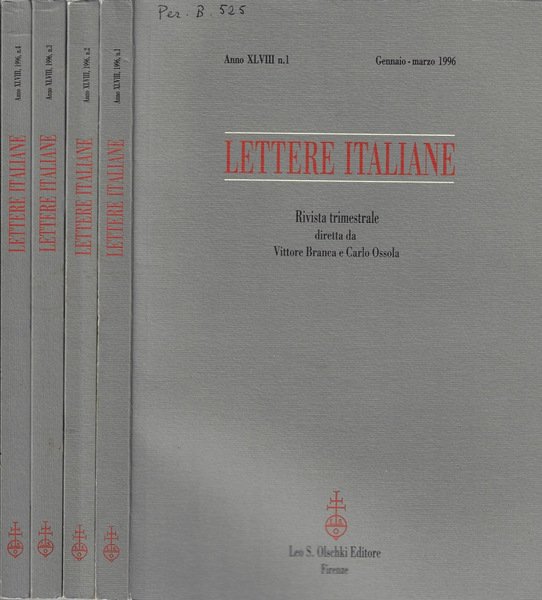 Per. B. 525
Anno XLVIII n.1 Gennaio - marzo 1996
LETTERE ITALIANE
Rivista trimestrale
diretta da
Vittore Branca e Carlo Ossola
Leo S. Olschki Editore
Firenze
LETTERE ITALIANE Anno XLVIII, 1996, n.4
LETTERE ITALIANE Anno XLVIII, 1996, n.3
LETTERE ITALIANE Anno XLVIII, 1996, n.2
LETTERE ITALIANE Anno XLVIII, 1996, n.1